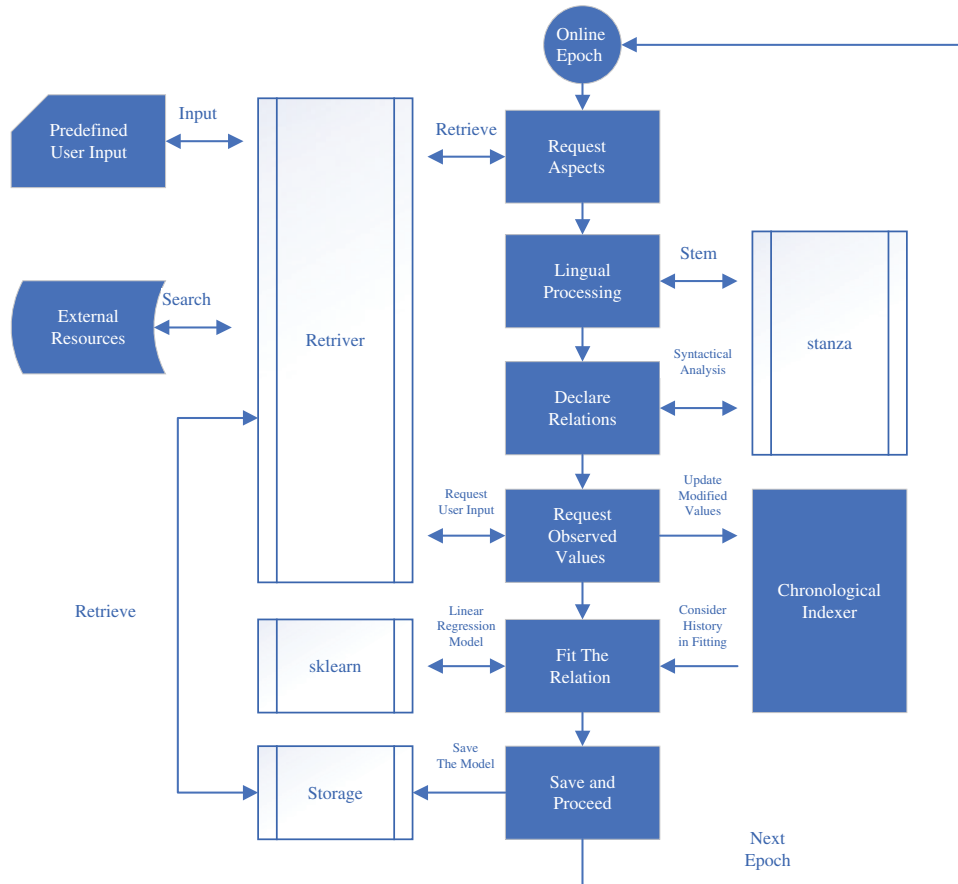 Online
Epoch
Predefined
User Input
Input
Retrieve
Request
Aspects
External
Resources
Search
Retriver
Lingual
Processing
Stem
stanza
Declare
Relations
Syntactical
Analysis
Request
User Input
Request
Observed
Values
Update
Modified
Values
Chronological
Indexer
Retrieve
sklearn
Linear
Regression
Model
Fit The
Relation
Consider
History
in Fitting
Storage
Save
The Model
Save and
Proceed
Next
Epoch